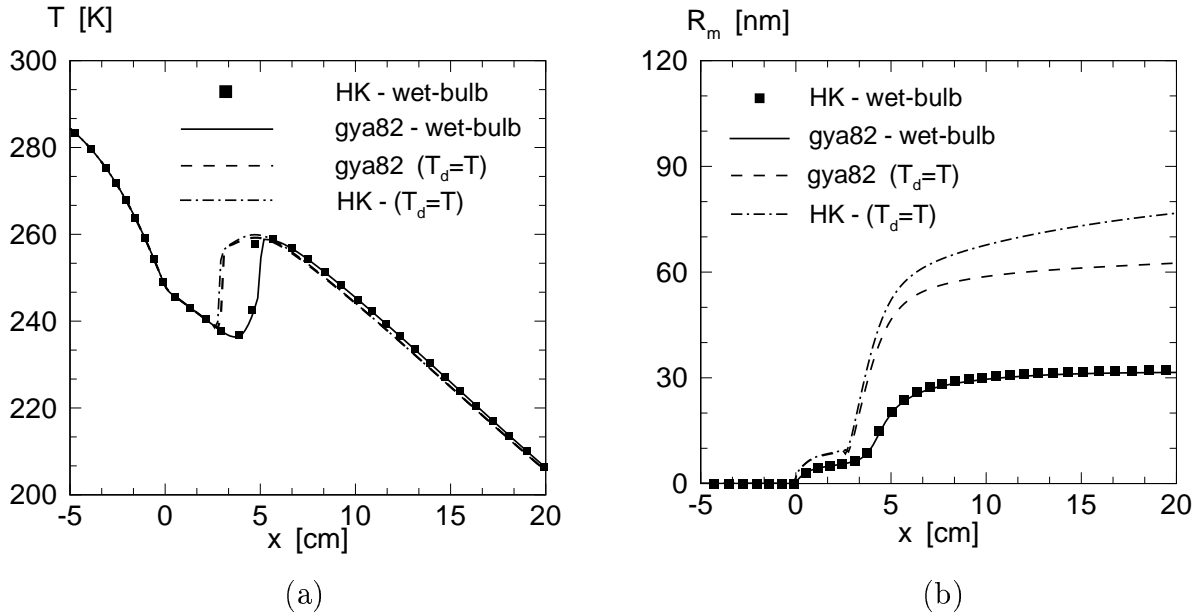 T [K]
300
280
260
240
220
200
-5
0
5
10
15
20
x [cm]
HK - wet-bulb
gya82 - wet-bulb
gya82 (T_d=T)
HK - (T_d=T)
(a)
R_m [nm]
120
90
60
30
0
-5
0
5
10
15
20
x [cm]
HK - wet-bulb
gya82 - wet-bulb
gya82 (T_d=T)
HK - (T_d=T)
(b)